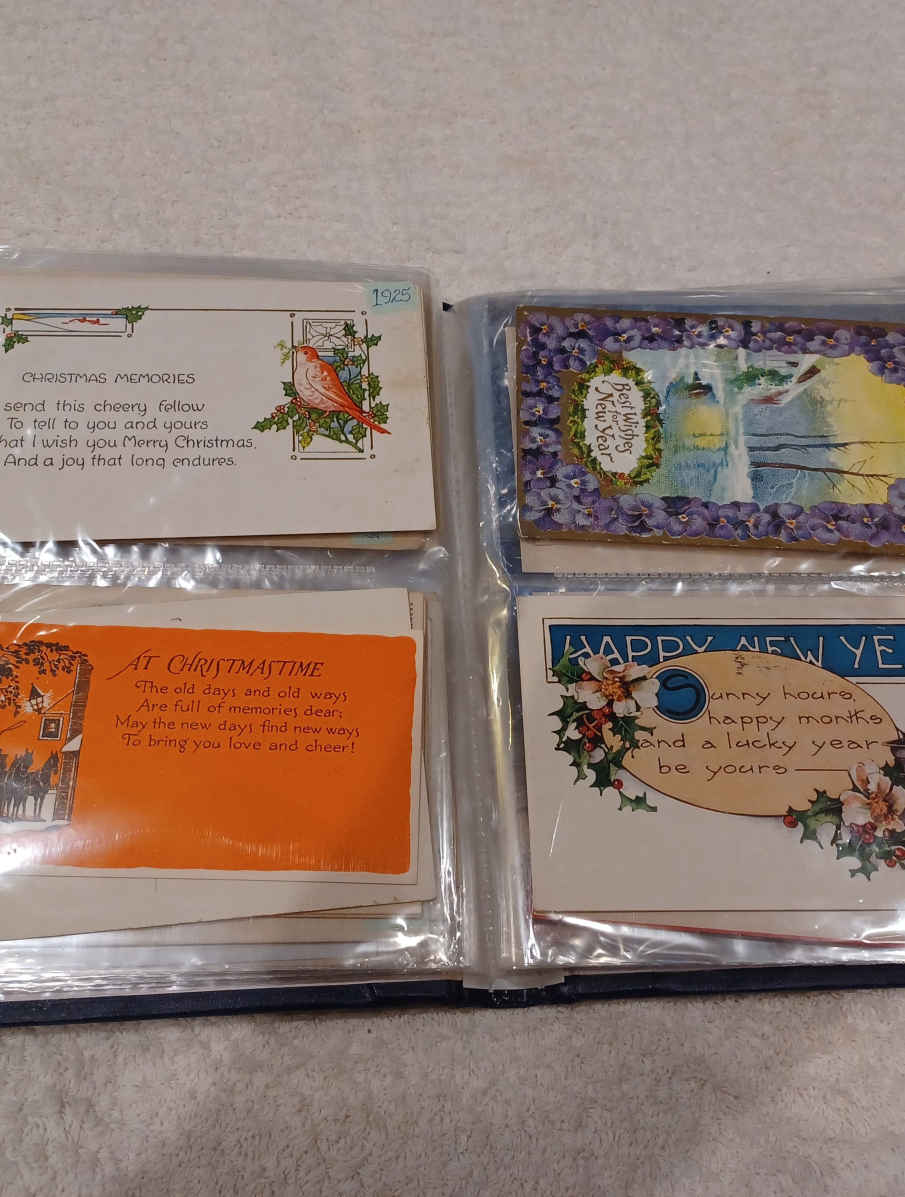 1925
CHRISTMAS MEMORIES
send this cheery fellow
To tell to you and yours
hat I wish you Merry Christmas,
And a joy that long endures.
AT CHRISTMASTIME
The old days and old ways
Are full of memories dear;
May the new days find new ways
To bring you love and cheer!
Best Wishes
for
New Year
HAPPY NEW YE
Sunny hours,
happy months
and a lucky year
be yours